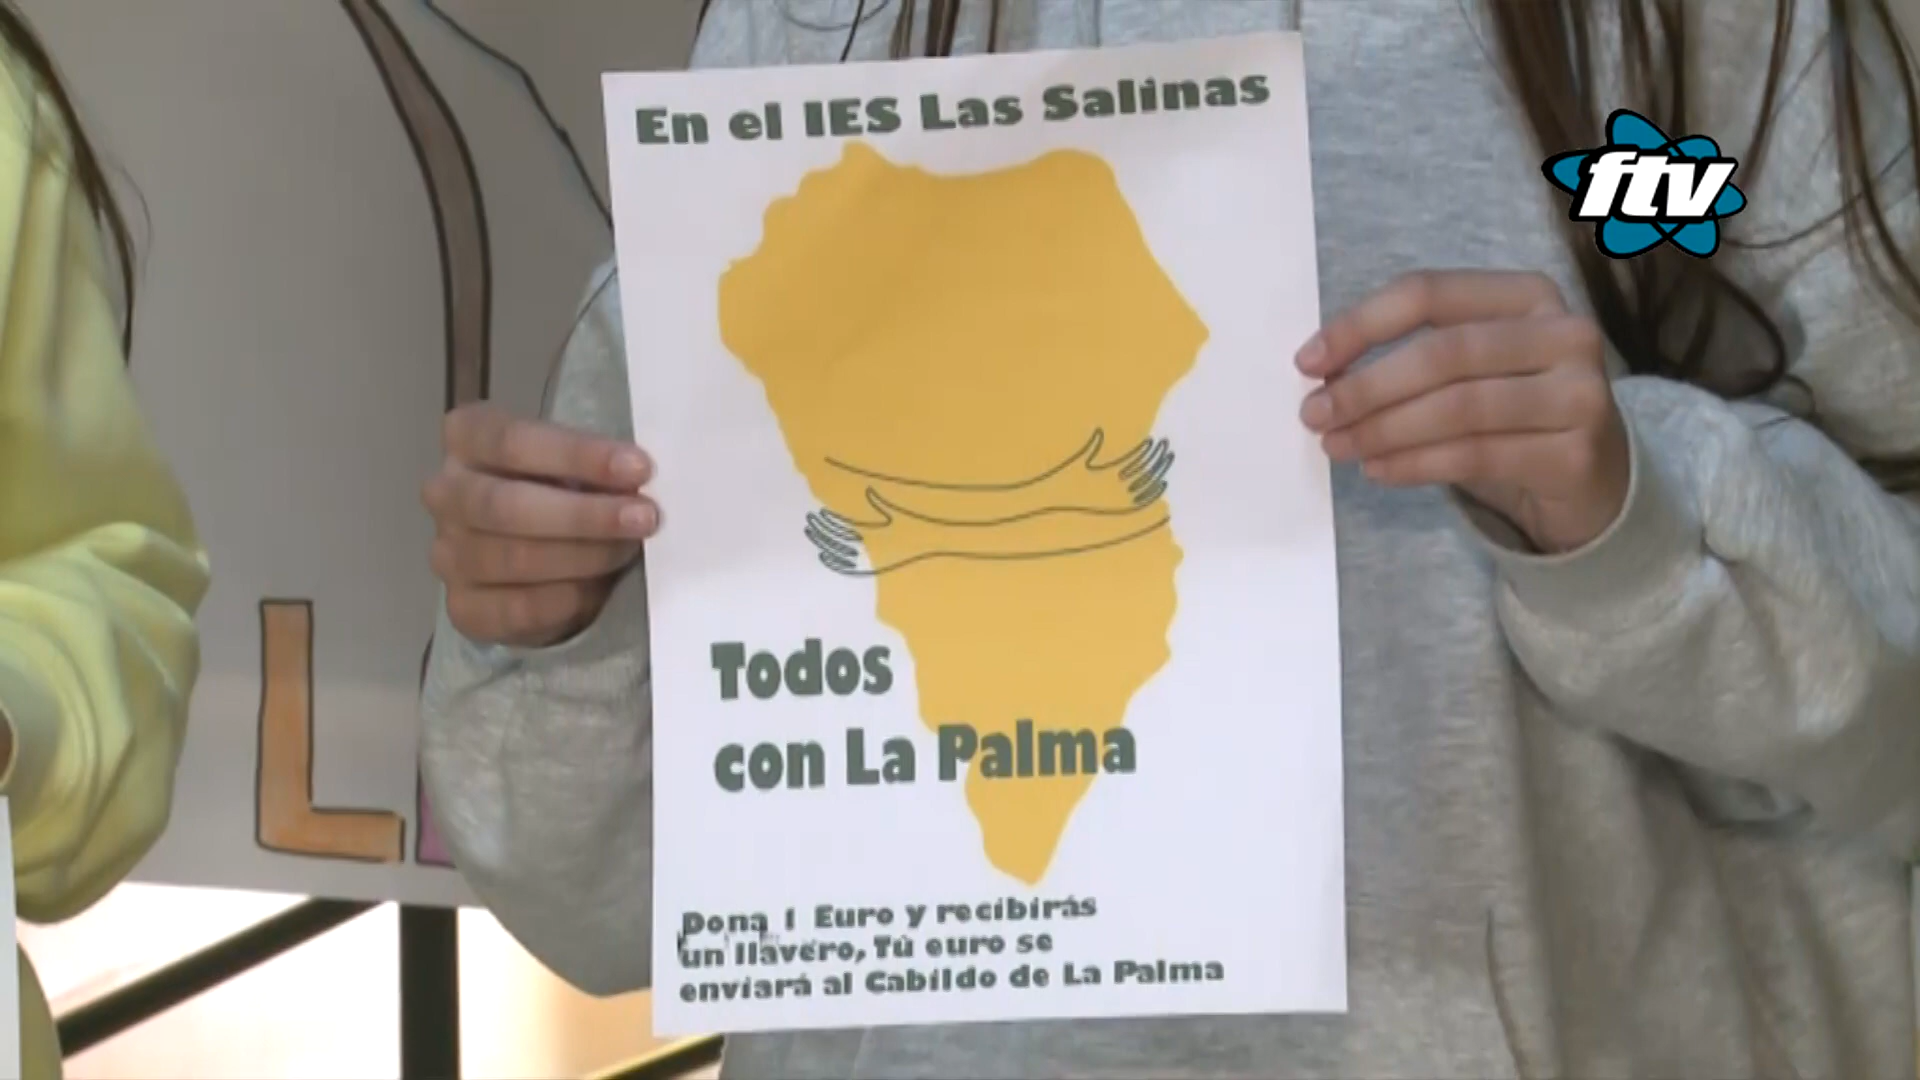 En el IES Las Salinas
ftv
Todos
con La Palma
L
Dona 1 Euro y recibirás
un llavero, Tú euro se
enviará al Cabildo de La Palma